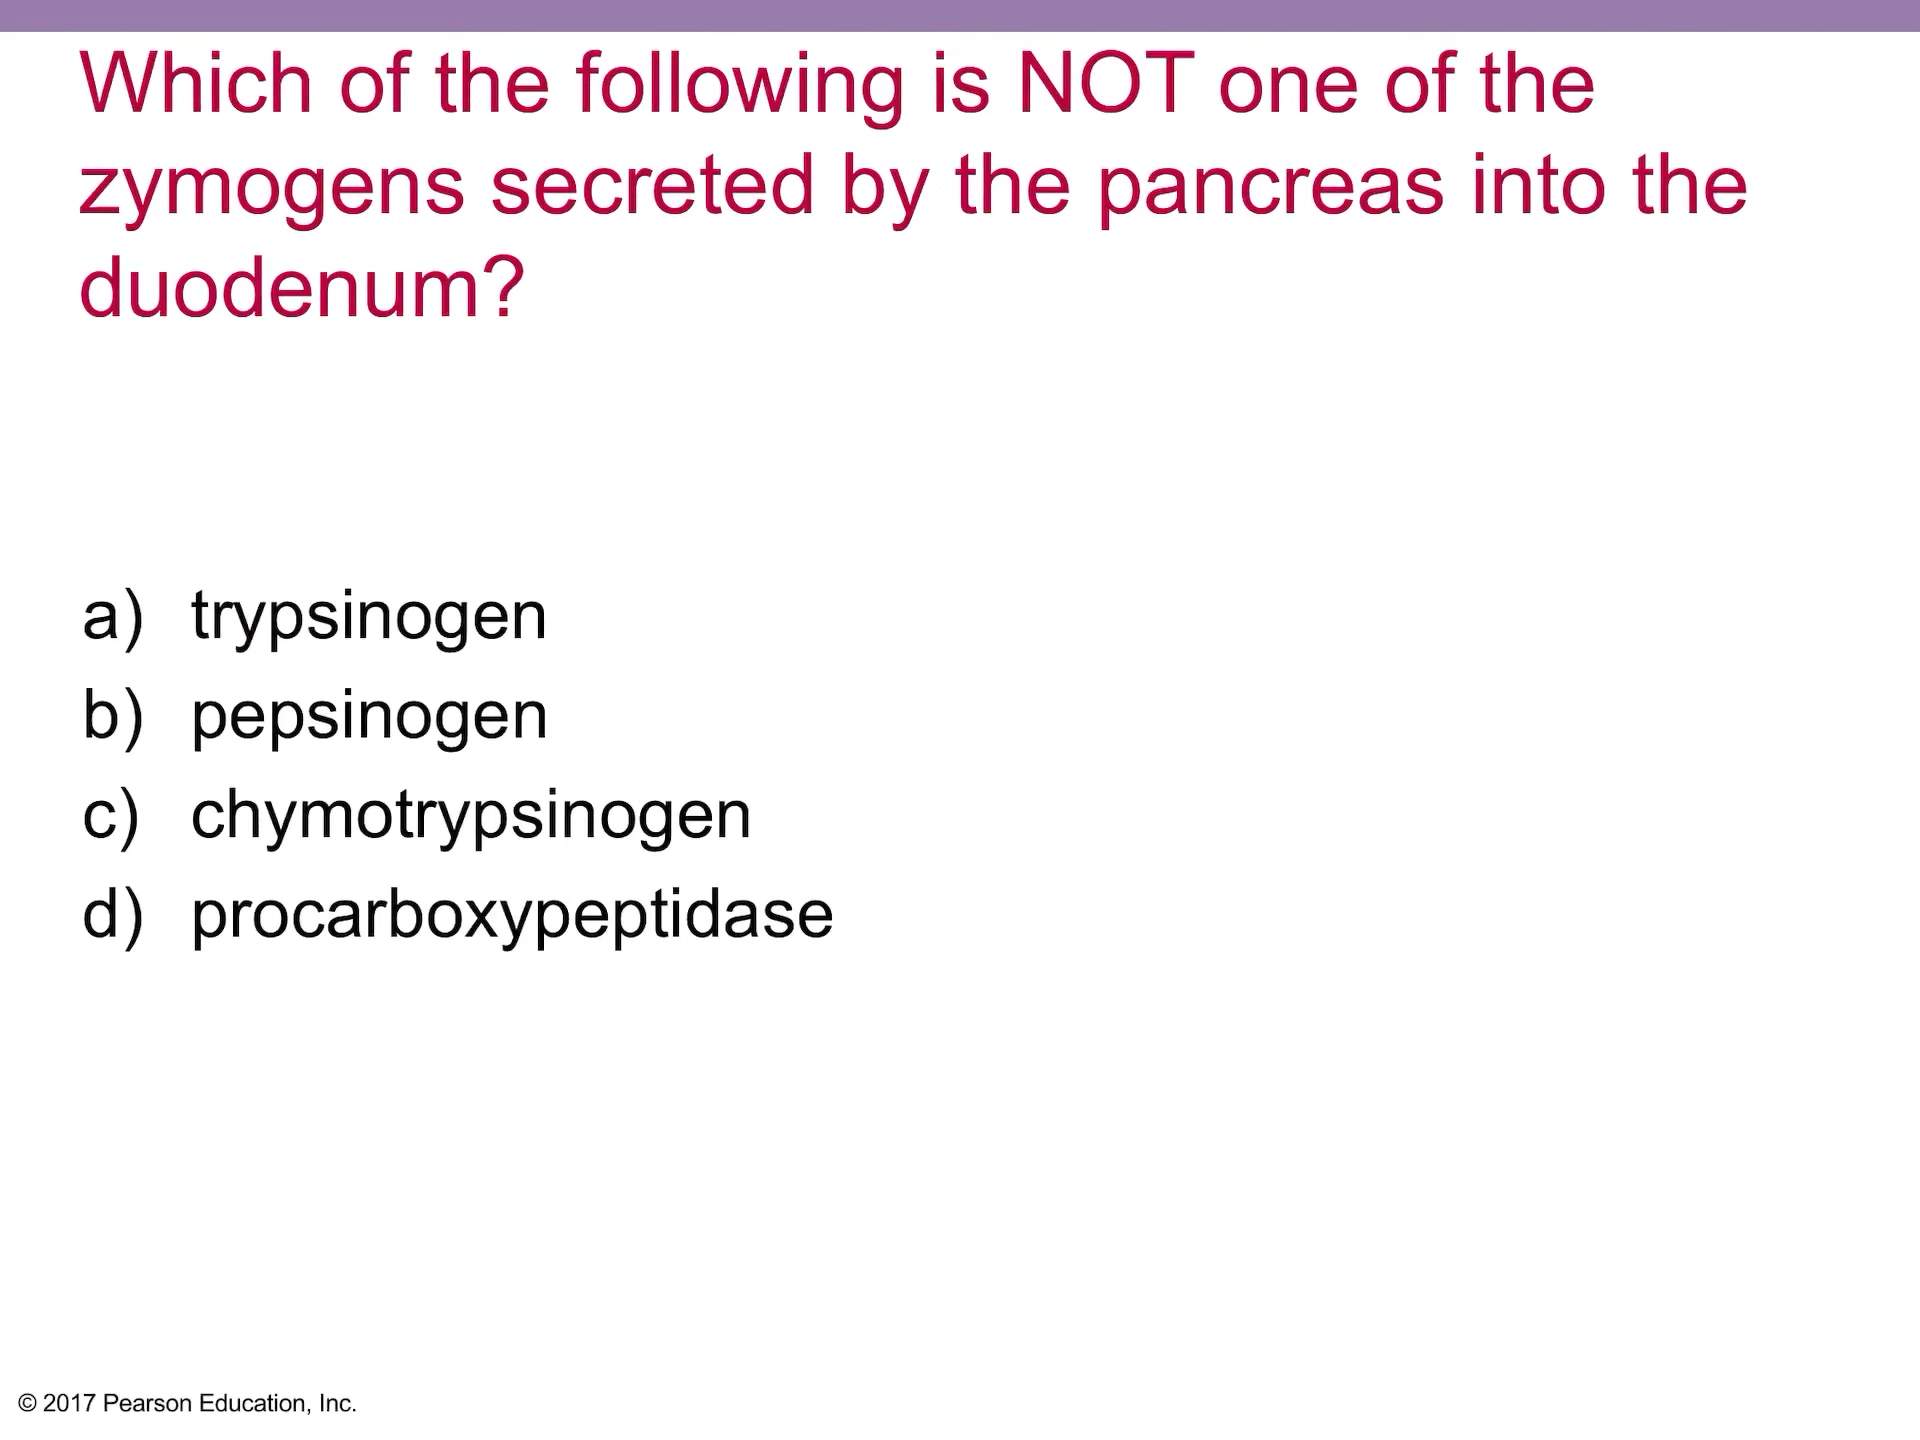 Which of the following is NOT one of the
zymogens secreted by the pancreas into the
duodenum?
a) trypsinogen
b) pepsinogen
c) chymotrypsinogen
d) procarboxypeptidase
© 2017 Pearson Education, Inc.